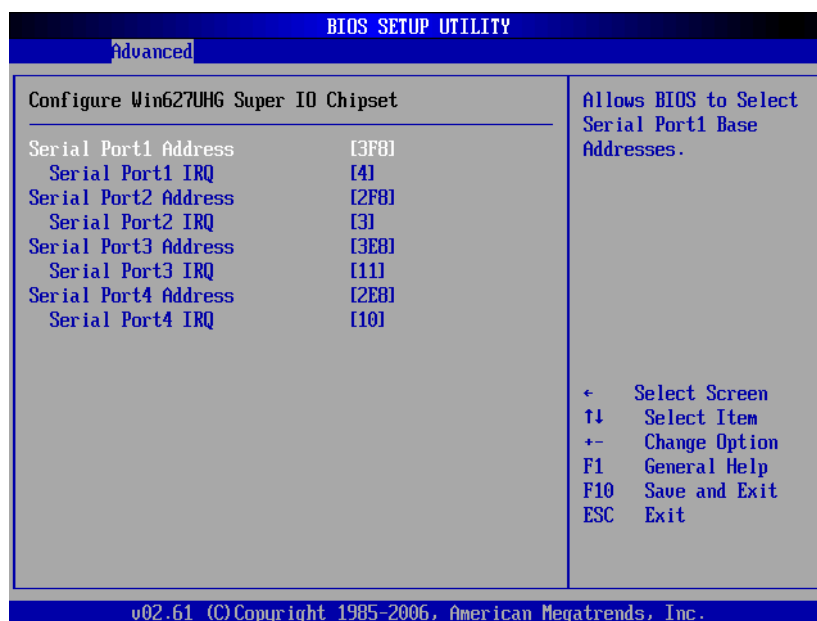 BIOS SETUP UTILITY
Advanced
Configure Win627UHG Super IO Chipset
Serial Port1 Address [3F8]
Serial Port1 IRQ [4]
Serial Port2 Address [2F8]
Serial Port2 IRQ [3]
Serial Port3 Address [3E8]
Serial Port3 IRQ [11]
Serial Port4 Address [2E8]
Serial Port4 IRQ [10]
Allows BIOS to Select
Serial Port1 Base
Addresses.
← Select Screen
↑↓ Select Item
+- Change Option
F1 General Help
F10 Save and Exit
ESC Exit
v02.61 (C)Copyright 1985-2006, American Megatrends, Inc.